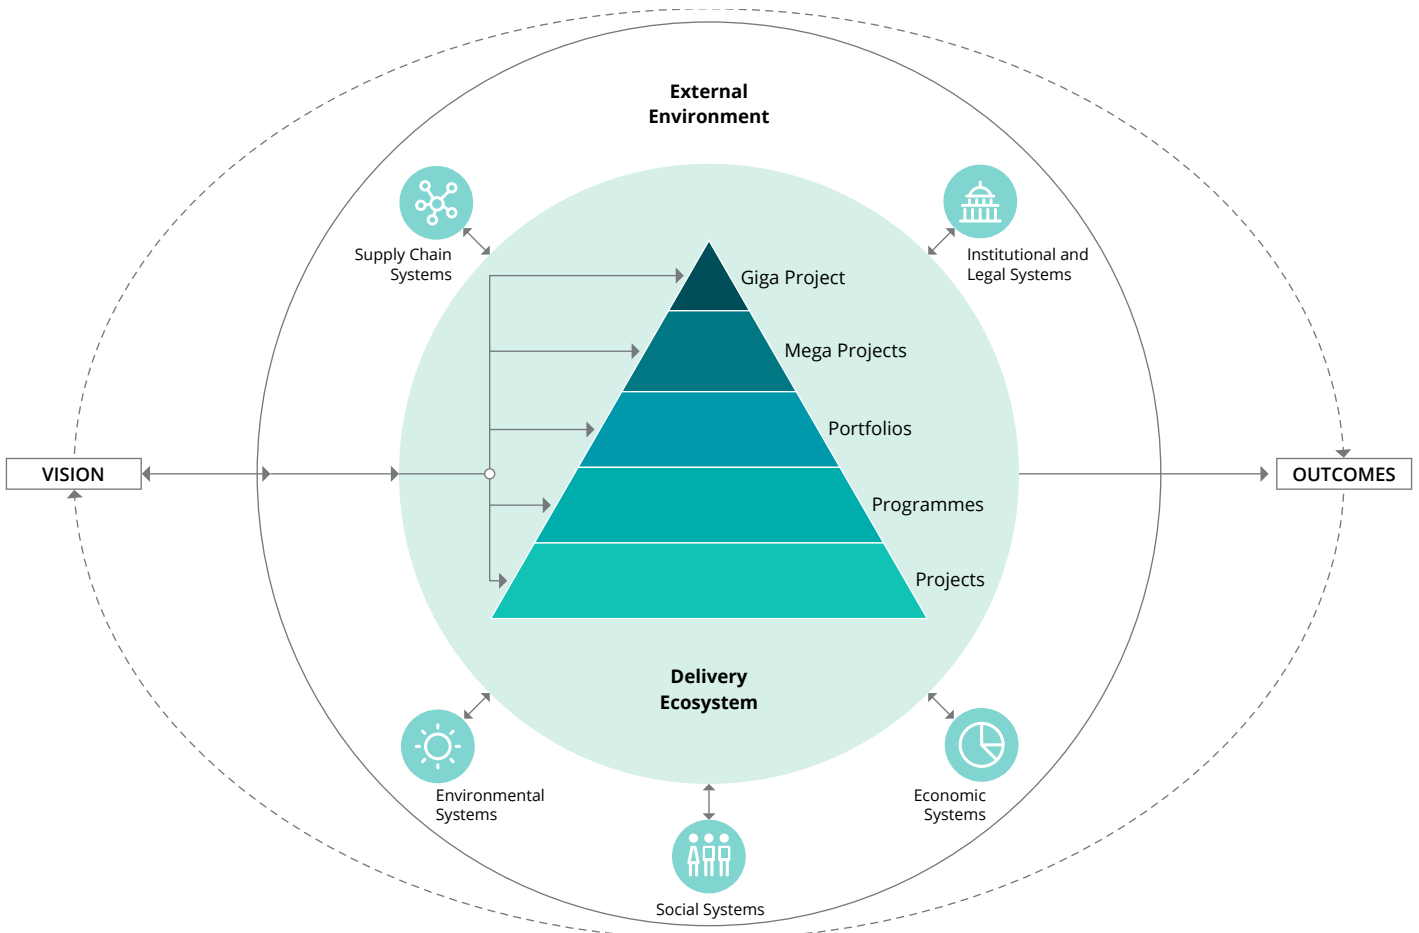 External
Environment
Supply Chain
Systems
Institutional and
Legal Systems
Giga Project
Mega Projects
Portfolios
VISION
OUTCOMES
Programmes
Projects
Delivery
Ecosystem
Environmental
Systems
Economic
Systems
Social Systems